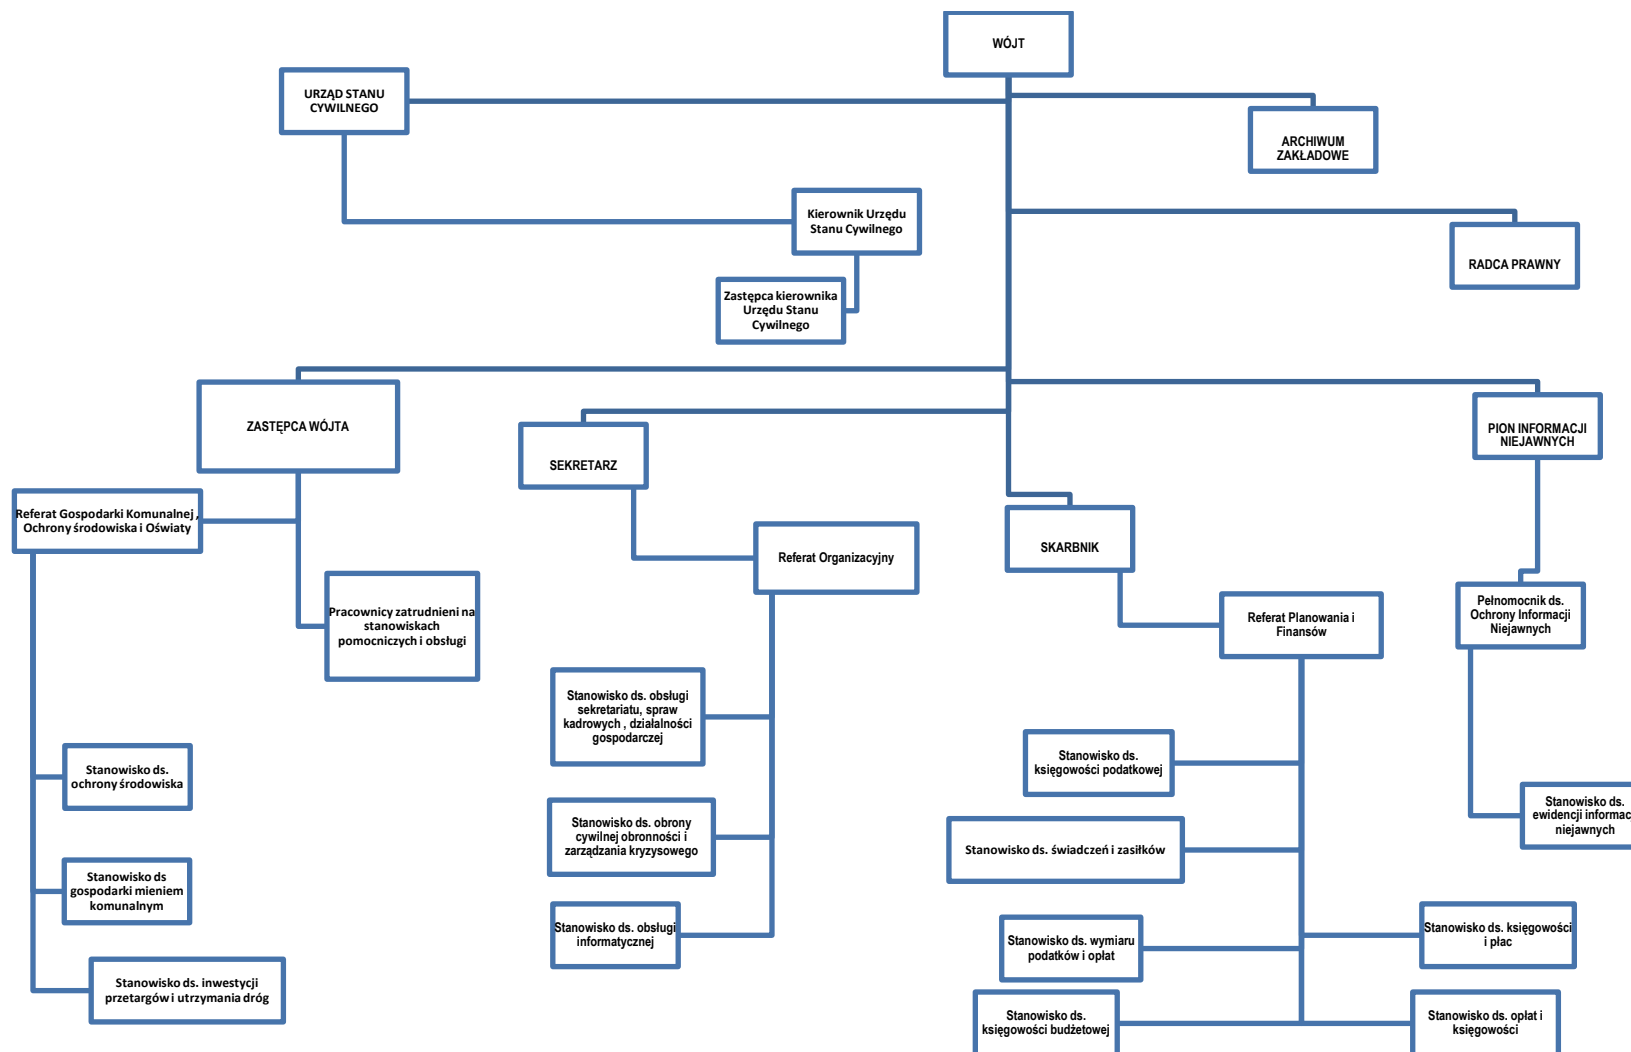 WÓJT
URZĄD STANU
CYWILNEGO
ARCHIWUM
ZAKŁADOWE
Kierownik Urzędu
Stanu Cywilnego
RADCA PRAWNY
Zastępca kierownika
Urzędu Stanu
Cywilnego
ZASTĘPCA WÓJTA
SEKRETARZ
PION INFORMACJI
NIEJAWNYCH
Referat Gospodarki Komunalnej ,
Ochrony środowiska i Oświaty
Referat Organizacyjny
SKARBNIK
Pracownicy zatrudnieni na
stanowiskach
pomocniczych i obsługi
Referat Planowania i
Finansów
Pełnomocnik ds.
Ochrony Informacji
Niejawnych
Stanowisko ds. obsługi
sekretariatu, spraw
kadrowych , działalności
gospodarczej
Stanowisko ds.
ochrony środowiska
Stanowisko ds.
księgowości podatkowej
Stanowisko ds. obrony
cywilnej obronności i
zarządzania kryzysowego
Stanowisko ds. świadczeń i zasiłków
Stanowisko ds.
ewidencji informac
niejawnych
Stanowisko ds
gospodarki mieniem
komunalnym
Stanowisko ds. obsługi
informatycznej
Stanowisko ds. wymiaru
podatków i opłat
Stanowisko ds. księgowości
i płac
Stanowisko ds. inwestycji
przetargów i utrzymania dróg
Stanowisko ds.
księgowości budżetowej
Stanowisko ds. opłat i
księgowości